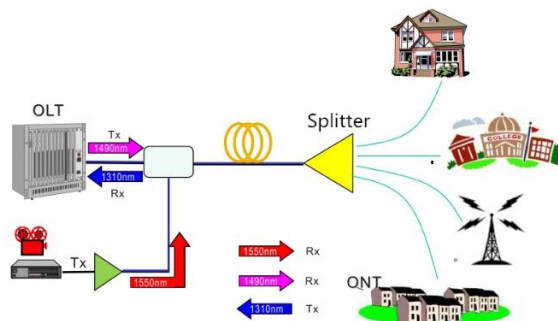 OLT
Tx
1490nm
1310nm
Rx
Splitter
COLLEGE
Tx
1550nm
1550nm Rx
1490nm Rx
1310nm Tx
ONT